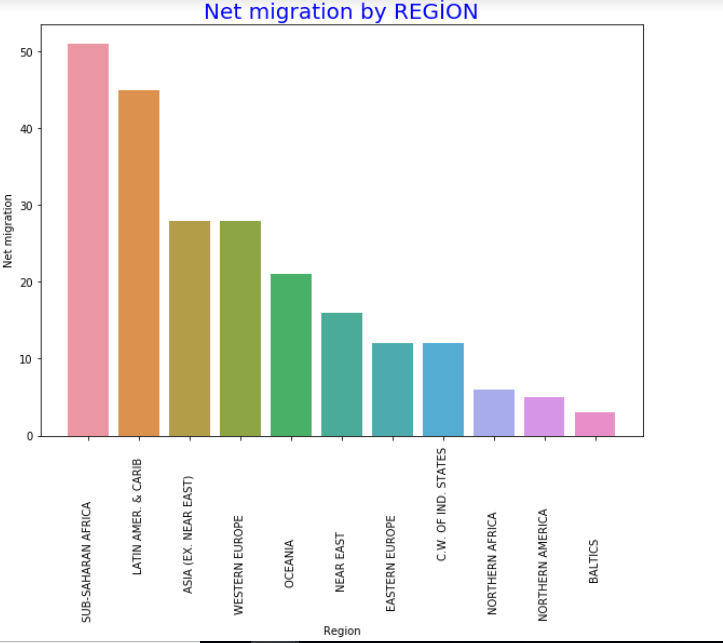 Net migration by REGİON
50
40
30
20
10
0
Net migration
SUB-SAHARAN AFRICA
LATIN AMER. & CARIB
ASIA (EX. NEAR EAST)
WESTERN EUROPE
OCEANIA
NEAR EAST
EASTERN EUROPE
C.W. OF IND. STATES
NORTHERN AFRICA
NORTHERN AMERICA
BALTICS
Region